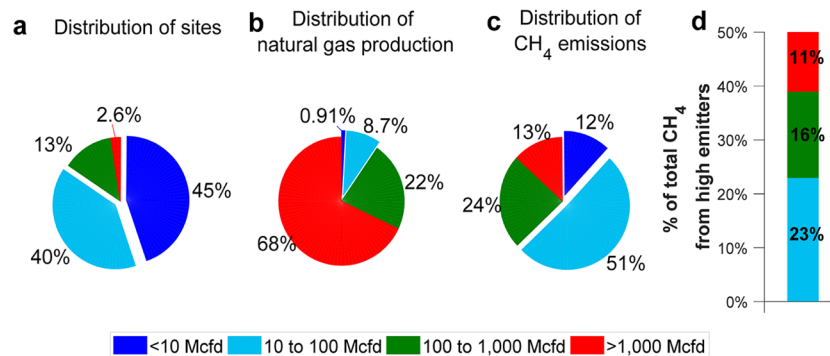 a Distribution of sites
2.6%
13%
45%
40%
b Distribution of
natural gas production
0.91%
8.7%
22%
68%
c Distribution of
CH4 emissions
13%
12%
24%
51%
d
% of total CH4
from high emitters
50%
40%
30%
20%
10%
0%
11%
16%
23%
<10 Mcfd 10 to 100 Mcfd 100 to 1,000 Mcfd >1,000 Mcfd